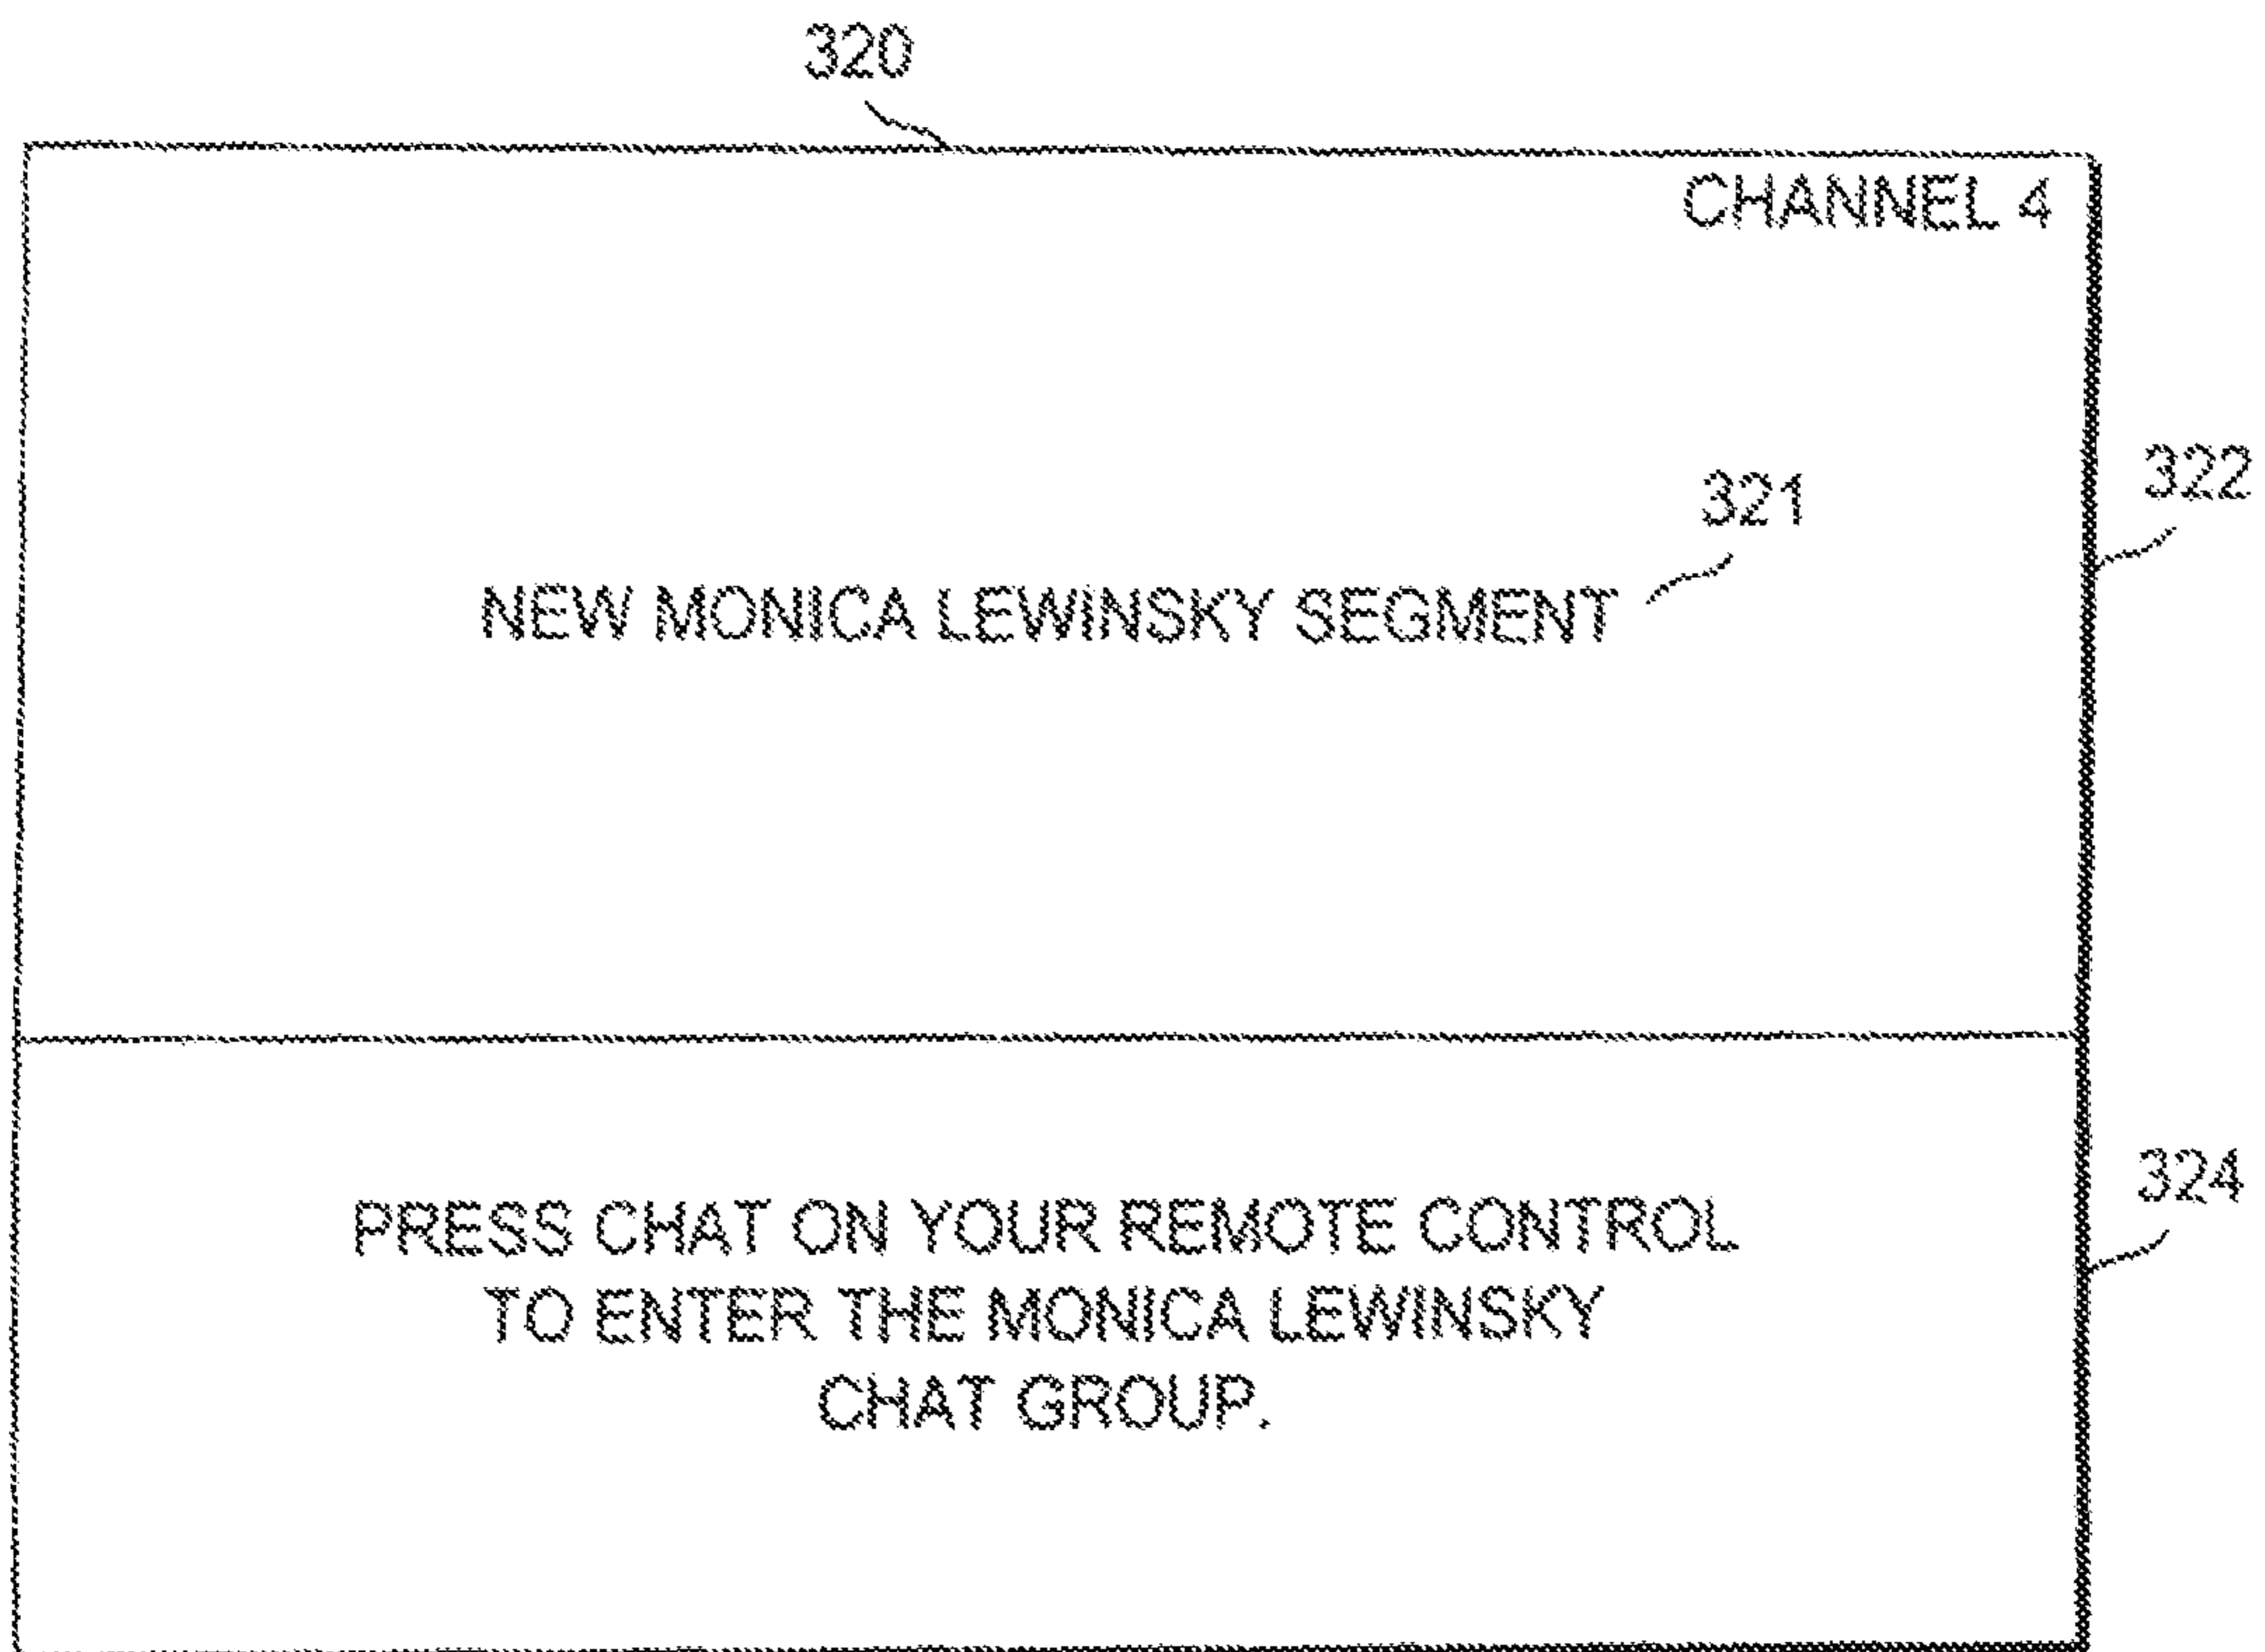 320
CHANNEL 4
322
321
NEW MONICA LEWINSKY SEGMENT
324
PRESS CHAT ON YOUR REMOTE CONTROL
TO ENTER THE MONICA LEWINSKY
CHAT GROUP.